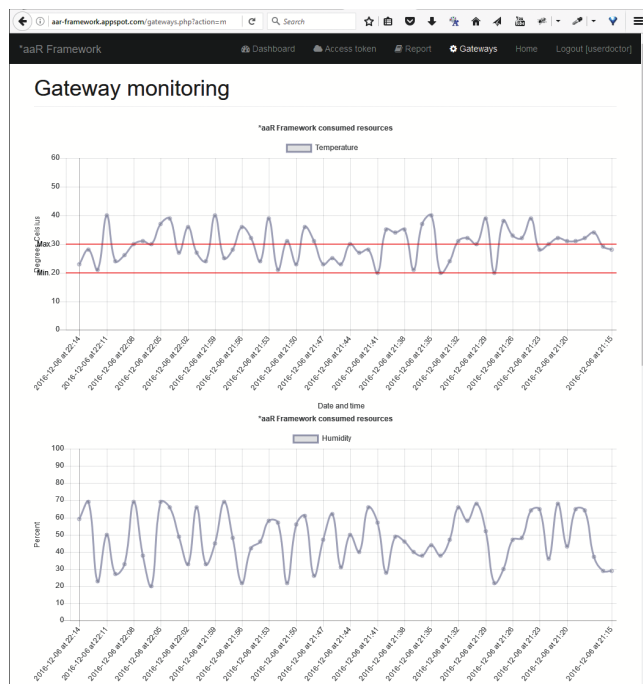 aar-framework.appspot.com/gateways.php?action=m
Search
*aaR Framework
Dashboard
Access token
Report
Gateways
Home
Logout [userdoctor]
Gateway monitoring
*aaR Framework consumed resources
Temperature
60
50
40
Max 30
Min 20
10
0
Degrees Celsius
2016-12-06 at 22:14
2016-12-06 at 22:11
2016-12-06 at 22:08
2016-12-06 at 22:05
2016-12-06 at 22:02
2016-12-06 at 21:59
2016-12-06 at 21:56
2016-12-06 at 21:53
2016-12-06 at 21:50
2016-12-06 at 21:47
2016-12-06 at 21:44
2016-12-06 at 21:41
2016-12-06 at 21:38
2016-12-06 at 21:35
2016-12-06 at 21:32
2016-12-06 at 21:29
2016-12-06 at 21:26
2016-12-06 at 21:23
2016-12-06 at 21:20
2016-12-06 at 21:15
Date and time
*aaR Framework consumed resources
Humidity
100
90
80
70
60
50
40
30
20
10
0
Percent
2016-12-06 at 22:14
2016-12-06 at 22:11
2016-12-06 at 22:08
2016-12-06 at 22:05
2016-12-06 at 22:02
2016-12-06 at 21:59
2016-12-06 at 21:56
2016-12-06 at 21:53
2016-12-06 at 21:50
2016-12-06 at 21:47
2016-12-06 at 21:44
2016-12-06 at 21:41
2016-12-06 at 21:38
2016-12-06 at 21:35
2016-12-06 at 21:32
2016-12-06 at 21:29
2016-12-06 at 21:26
2016-12-06 at 21:23
2016-12-06 at 21:20
2016-12-06 at 21:15